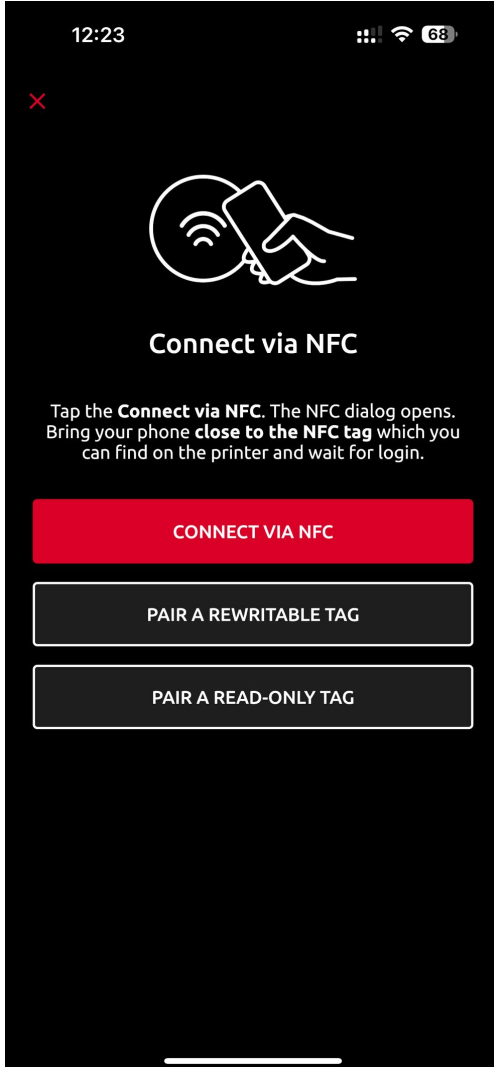 12:23
68
Connect via NFC
Tap the Connect via NFC. The NFC dialog opens.
Bring your phone close to the NFC tag which you
can find on the printer and wait for login.
CONNECT VIA NFC
PAIR A REWRITABLE TAG
PAIR A READ-ONLY TAG